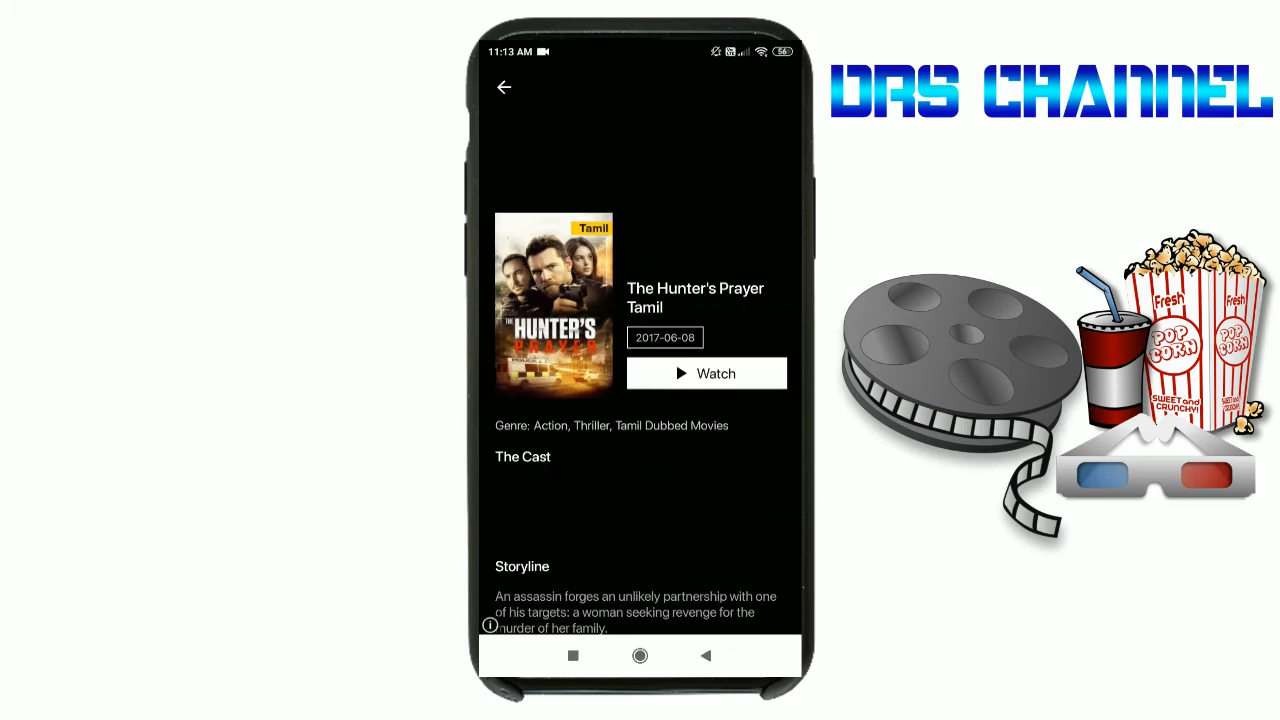 11:13 AM
56
DRS CHANNEL
Tamil
THE HUNTER'S
PRAYER
The Hunter's Prayer
Tamil
2017-06-08
Watch
Genre: Action, Thriller, Tamil Dubbed Movies
The Cast
Storyline
An assassin forges an unlikely partnership with one
of his targets: a woman seeking revenge for the
murder of her family.
Fresh
Fresh
POP
CORN
POP
CORN
SWEET and
CRUNCHY!